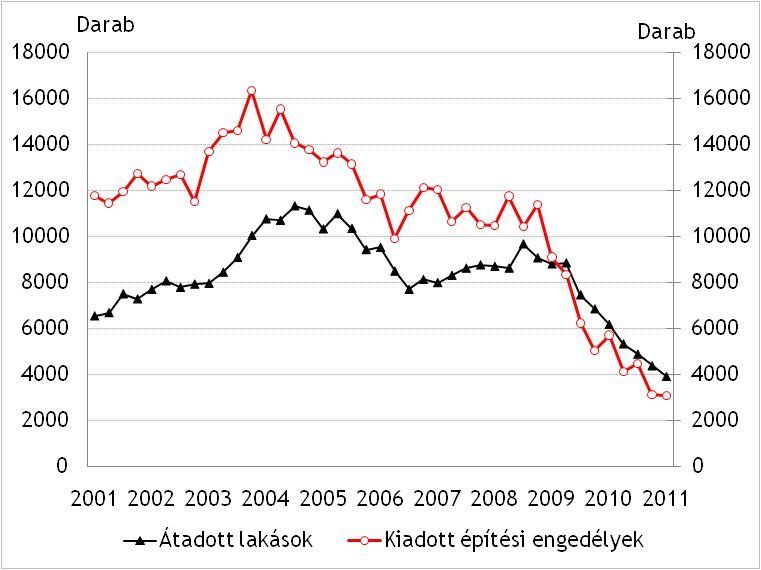 Darab
Darab
18000 18000
16000 16000
14000 14000
12000 12000
10000 10000
8000 8000
6000 6000
4000 4000
2000 2000
0 0
2001 2002 2003 2004 2005 2006 2007 2008 2009 2010 2011
Átadott lakások Kiadott építési engedélyek